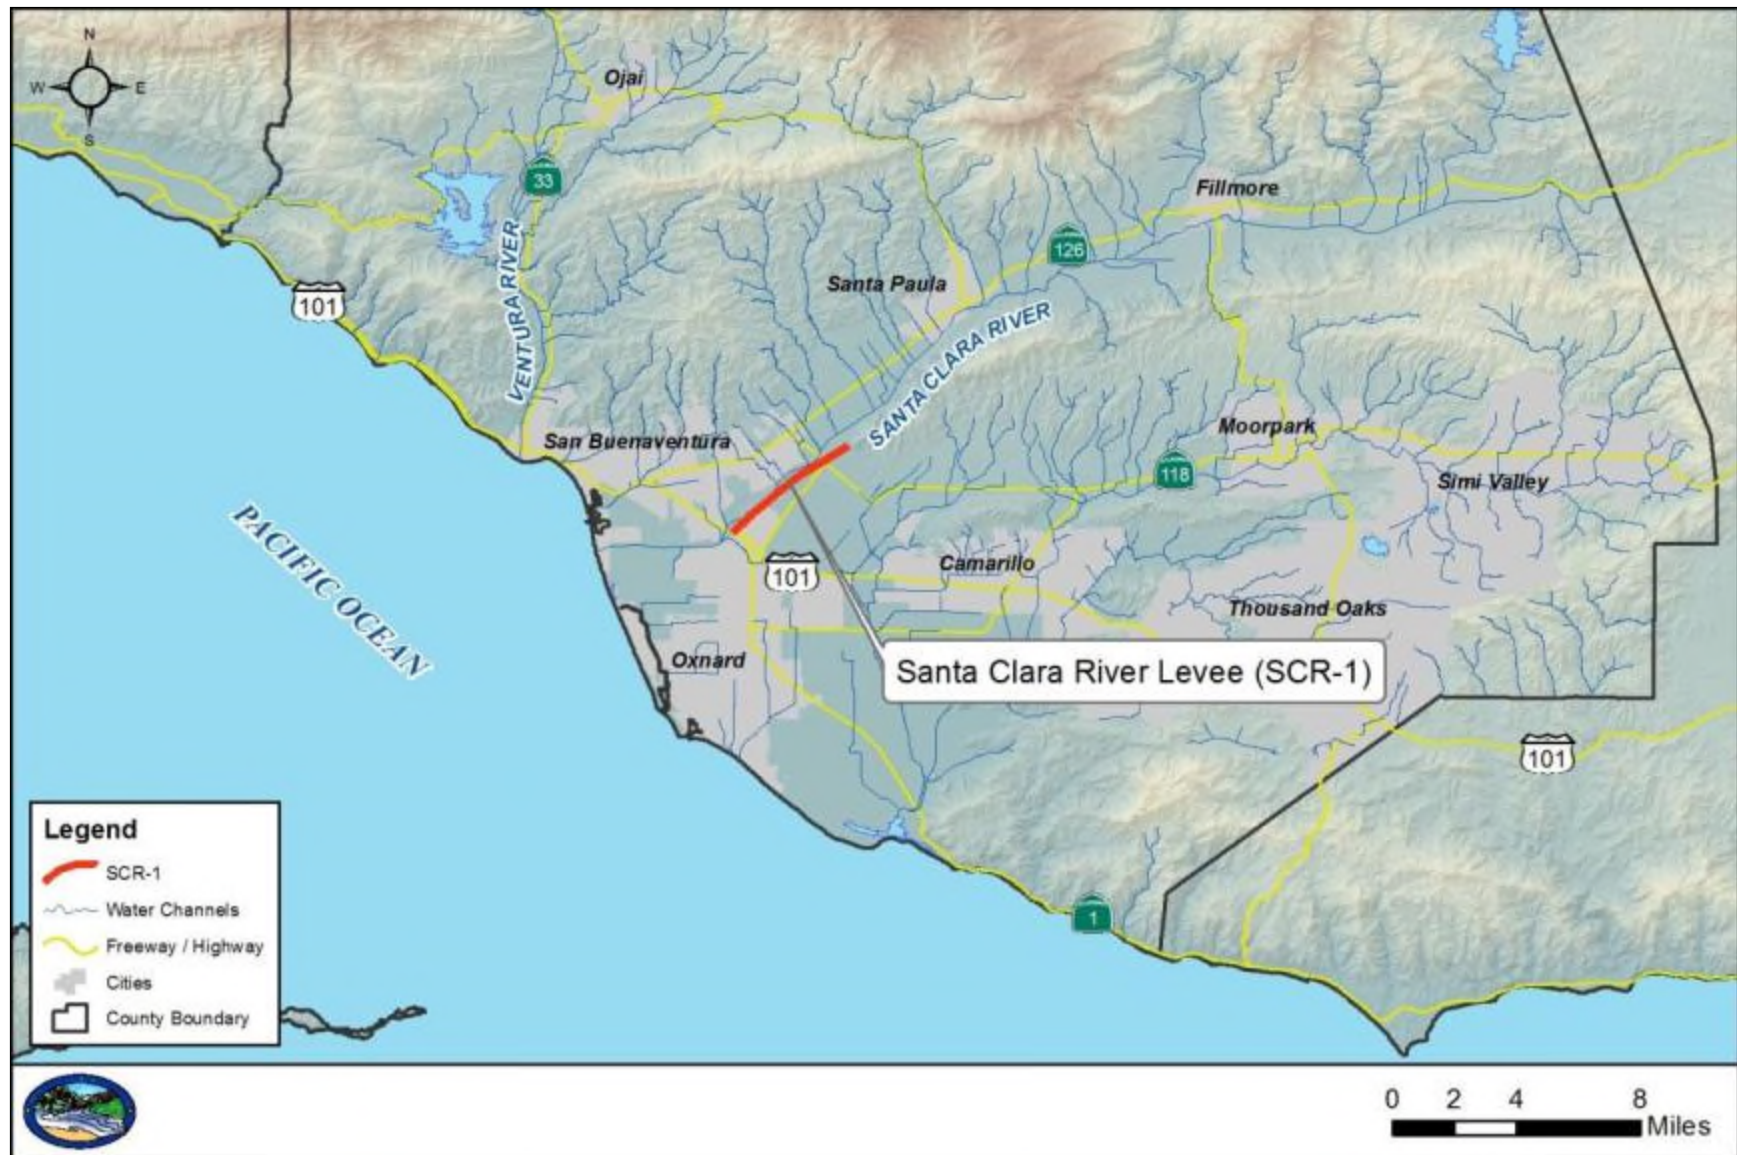 N
W
E
S
Ojai
33
Fillmore
126
Santa Paula
101
VENTURA RIVER
SANTA CLARA RIVER
San Buenaventura
Moorpark
118
Simi Valley
PACIFIC OCEAN
Camarillo
101
Thousand Oaks
Oxnard
Santa Clara River Levee (SCR-1)
101
1
Legend
SCR-1
Water Channels
Freeway / Highway
Cities
County Boundary
0 2 4 8
Miles